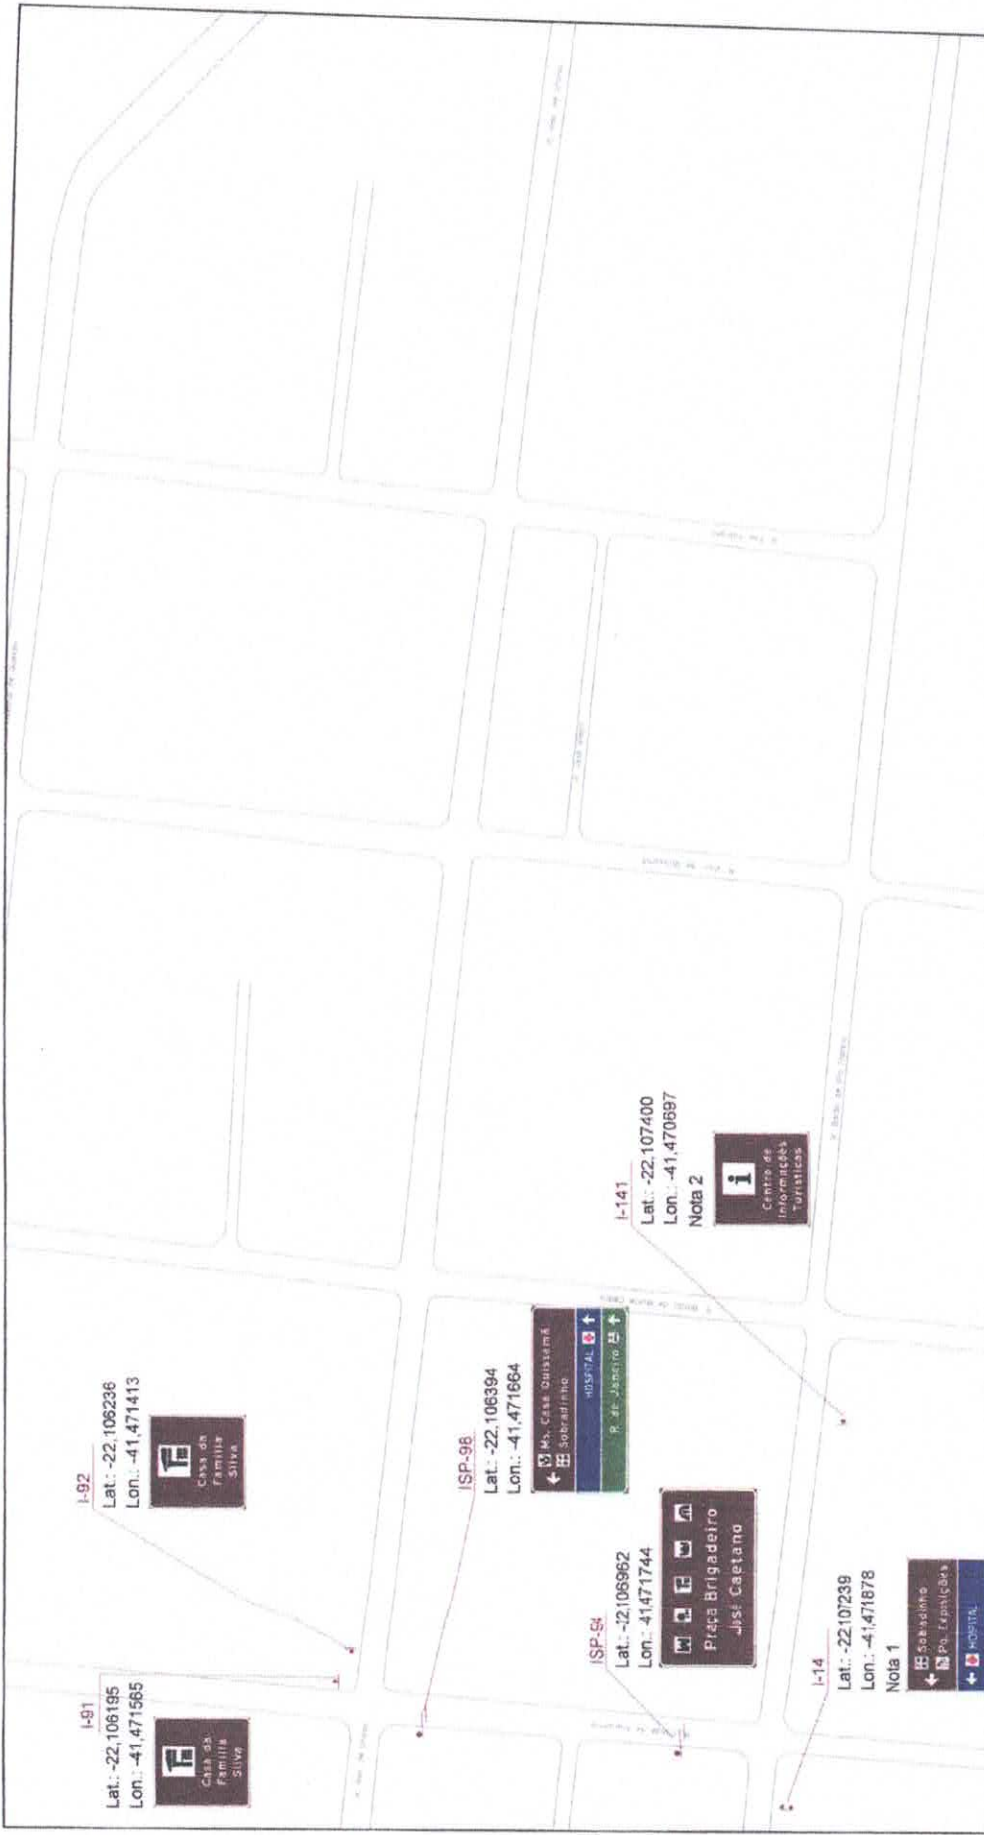 I-91
Lat.: -22,106195
Lon.: -41,471565
Casa da
Família
Silva
I-92
Lat.: -22,106236
Lon.: -41,471413
Casa da
Família
Silva
ISP-98
Lat.: -22,106394
Lon.: -41,471664
Ms. Casa Quissamã
Sobradinho
HOSPITAL
R. de Janeiro
ISP-94
Lat.: -22,106962
Lon.: -41,471744
Praça Brigadeiro
José Caetano
I-141
Lat.: -22,107400
Lon.: -41,470697
Nota 2
i
Centro de
Informações
Turísticas
I-14
Lat.: -22,107239
Lon.: -41,471878
Nota 1
Sobradinho
Pq. Exposições
HOSPITAL